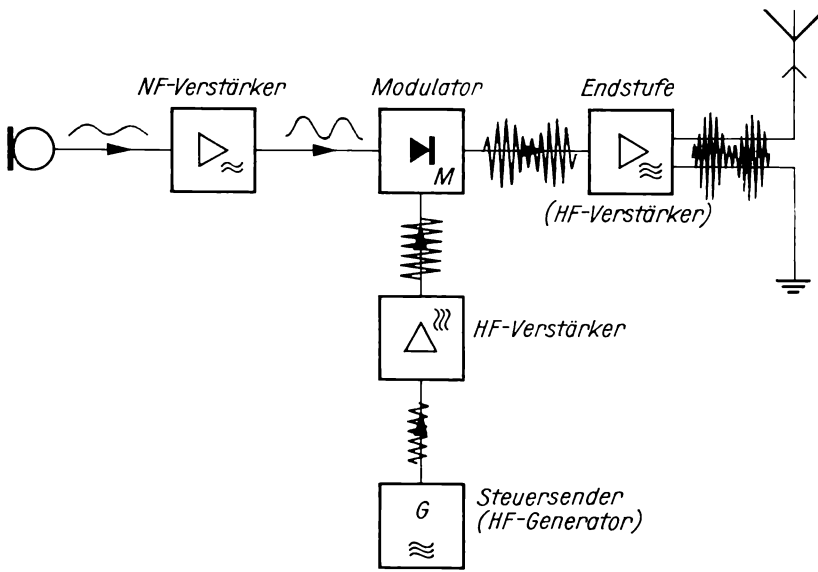 NF-Verstärker
Modulator
Endstufe
M
(HF-Verstärker)
HF-Verstärker
Steuersender
(HF-Generator)
G